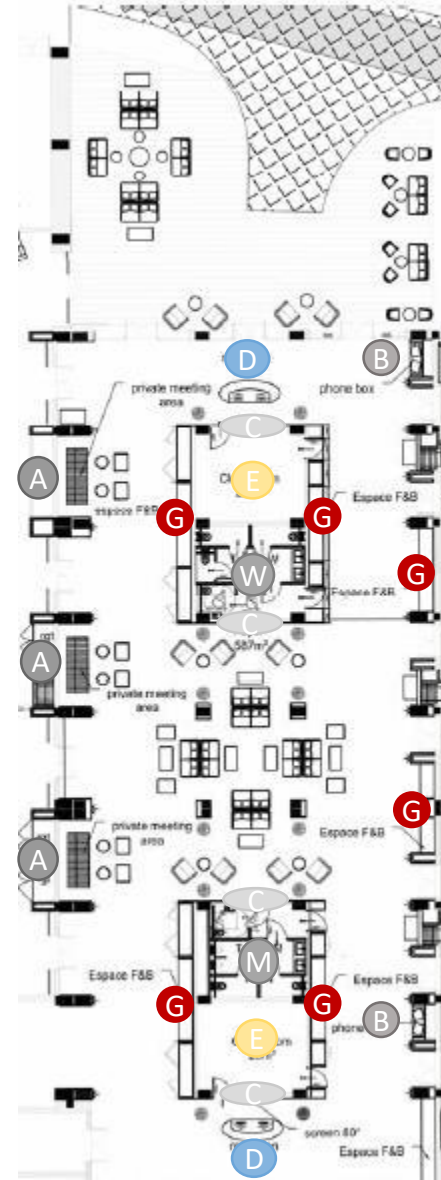 D
B
private meeting
area
phone box
C
A
E
Espace F&B
espace F&B
G
G
G
W
Espace F&B
C
587m²
A
private meeting
area
G
private meeting
area
Espace F&B
A
C
M
Espace F&B
Espace F&B
G
G
B
phone
E
C
screen 80"
D
Espace F&B